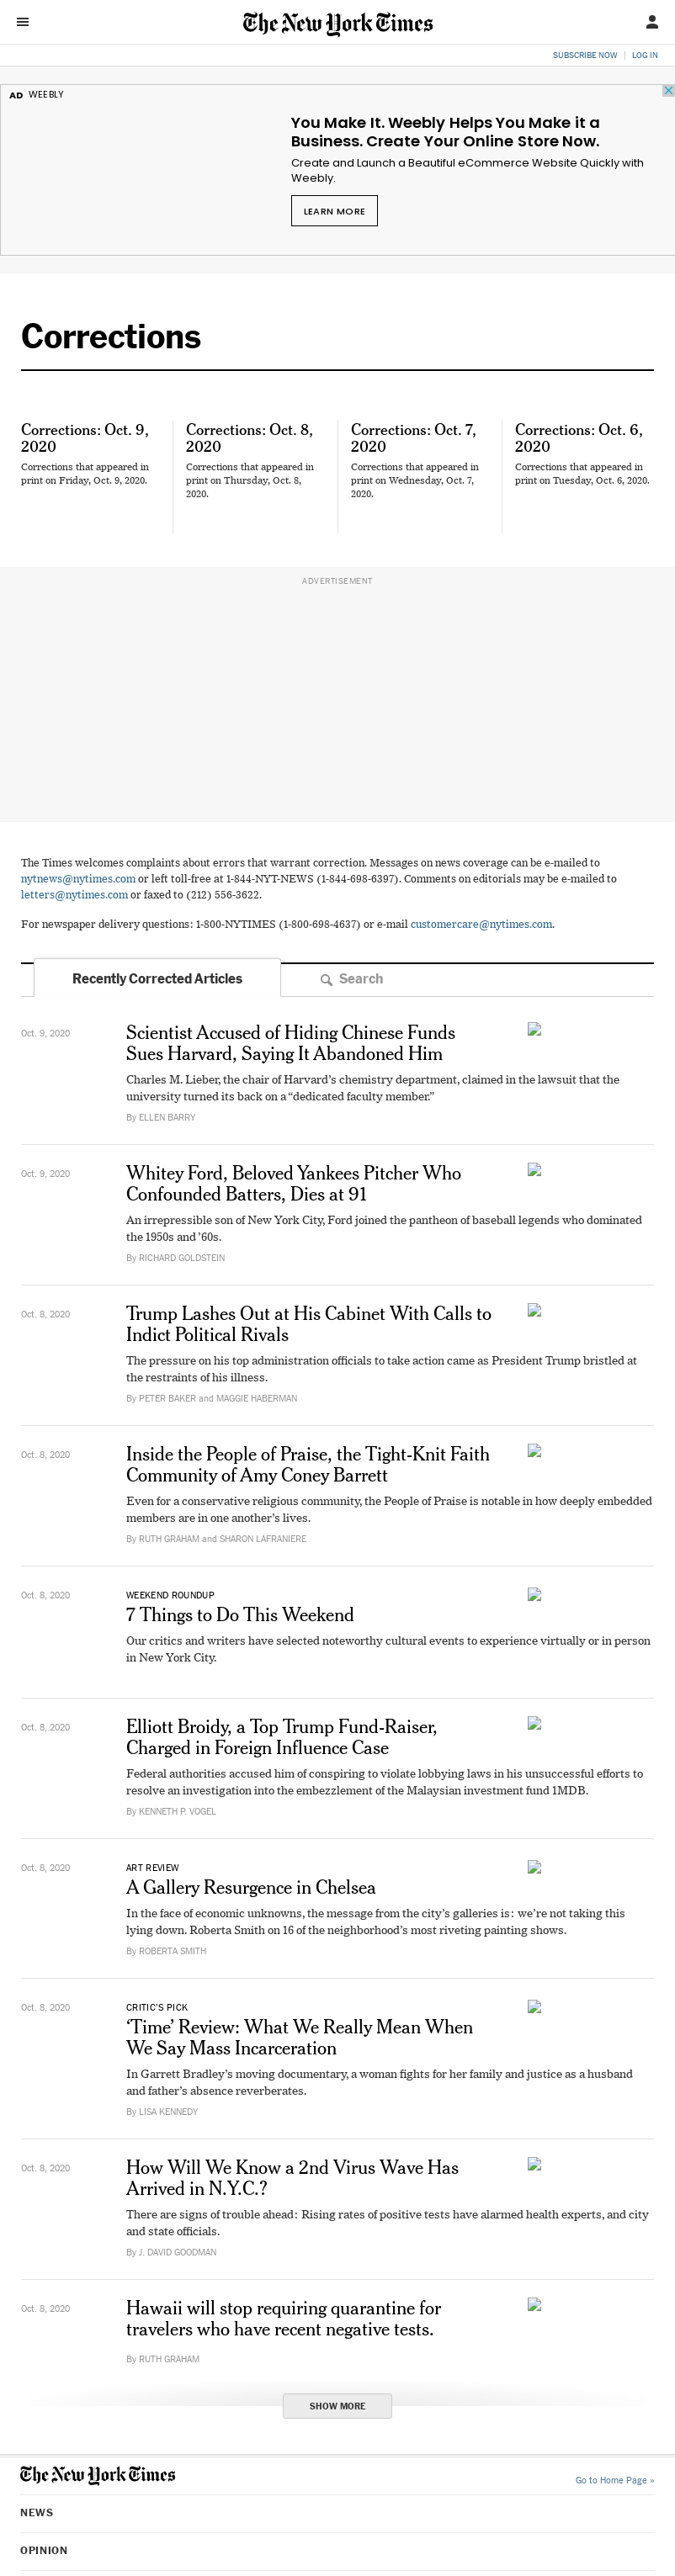 The New York Times
SUBSCRIBE NOW | LOG IN
AD WEEBLY
You Make It. Weebly Helps You Make it a
Business. Create Your Online Store Now.
Create and Launch a Beautiful eCommerce Website Quickly with
Weebly.
LEARN MORE
Corrections
Corrections: Oct. 9,
2020
Corrections that appeared in
print on Friday, Oct. 9, 2020.
Corrections: Oct. 8,
2020
Corrections that appeared in
print on Thursday, Oct. 8,
2020.
Corrections: Oct. 7,
2020
Corrections that appeared in
print on Wednesday, Oct. 7,
2020.
Corrections: Oct. 6,
2020
Corrections that appeared in
print on Tuesday, Oct. 6, 2020.
ADVERTISEMENT
The Times welcomes complaints about errors that warrant correction. Messages on news coverage can be e-mailed to
nytnews@nytimes.com or left toll-free at 1-844-NYT-NEWS (1-844-698-6397). Comments on editorials may be e-mailed to
letters@nytimes.com or faxed to (212) 556-3622.
For newspaper delivery questions: 1-800-NYTIMES (1-800-698-4637) or e-mail customercare@nytimes.com.
Recently Corrected Articles
Search
Oct. 9, 2020
Scientist Accused of Hiding Chinese Funds
Sues Harvard, Saying It Abandoned Him
Charles M. Lieber, the chair of Harvard’s chemistry department, claimed in the lawsuit that the
university turned its back on a “dedicated faculty member.”
By ELLEN BARRY
Oct. 9, 2020
Whitey Ford, Beloved Yankees Pitcher Who
Confounded Batters, Dies at 91
An irrepressible son of New York City, Ford joined the pantheon of baseball legends who dominated
the 1950s and ’60s.
By RICHARD GOLDSTEIN
Oct. 8, 2020
Trump Lashes Out at His Cabinet With Calls to
Indict Political Rivals
The pressure on his top administration officials to take action came as President Trump bristled at
the restraints of his illness.
By PETER BAKER and MAGGIE HABERMAN
Oct. 8, 2020
Inside the People of Praise, the Tight-Knit Faith
Community of Amy Coney Barrett
Even for a conservative religious community, the People of Praise is notable in how deeply embedded
members are in one another’s lives.
By RUTH GRAHAM and SHARON LAFRANIERE
Oct. 8, 2020
WEEKEND ROUNDUP
7 Things to Do This Weekend
Our critics and writers have selected noteworthy cultural events to experience virtually or in person
in New York City.
Oct. 8, 2020
Elliott Broidy, a Top Trump Fund-Raiser,
Charged in Foreign Influence Case
Federal authorities accused him of conspiring to violate lobbying laws in his unsuccessful efforts to
resolve an investigation into the embezzlement of the Malaysian investment fund 1MDB.
By KENNETH P. VOGEL
Oct. 8, 2020
ART REVIEW
A Gallery Resurgence in Chelsea
In the face of economic unknowns, the message from the city’s galleries is: we’re not taking this
lying down. Roberta Smith on 16 of the neighborhood’s most riveting painting shows.
By ROBERTA SMITH
Oct. 8, 2020
CRITIC’S PICK
‘Time’ Review: What We Really Mean When
We Say Mass Incarceration
In Garrett Bradley’s moving documentary, a woman fights for her family and justice as a husband
and father’s absence reverberates.
By LISA KENNEDY
Oct. 8, 2020
How Will We Know a 2nd Virus Wave Has
Arrived in N.Y.C.?
There are signs of trouble ahead: Rising rates of positive tests have alarmed health experts, and city
and state officials.
By J. DAVID GOODMAN
Oct. 8, 2020
Hawaii will stop requiring quarantine for
travelers who have recent negative tests.
By RUTH GRAHAM
SHOW MORE
The New York Times
Go to Home Page »
NEWS
OPINION